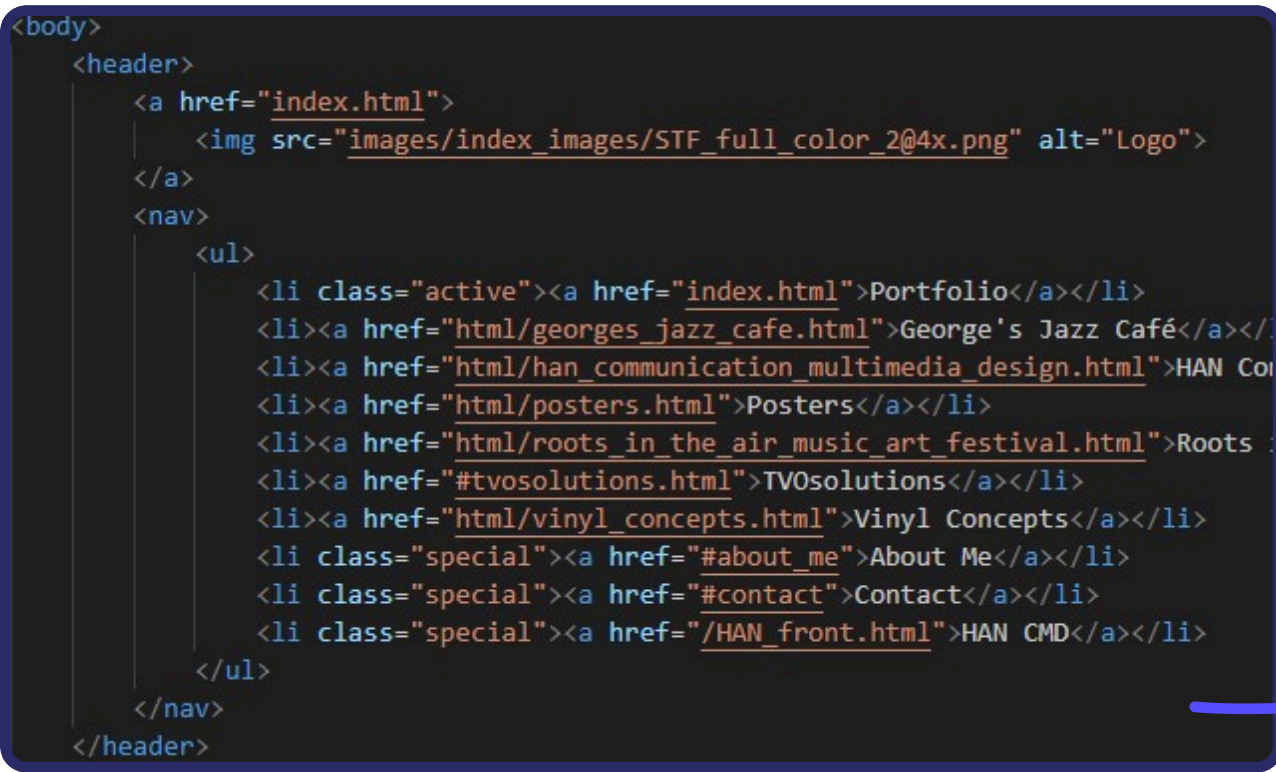 <body>
<header>
<a href="index.html">
<img src="images/index_images/STF_full_color_2@4x.png" alt="Logo">
</a>
<nav>
<ul>
<li class="active"><a href="index.html">Portfolio</a></li>
<li><a href="html/georges_jazz_cafe.html">George's Jazz Café</a></
<li><a href="html/han_communication_multimedia_design.html">HAN
<li><a href="html/posters.html">Posters</a></li>
<li><a href="html/roots_in_the_air_music_art_festival.html">Roots
<li><a href="#tvosolutions.html">TVOsolutions</a></li>
<li><a href="html/vinyl_concepts.html">Vinyl Concepts</a></li>
<li class="special"><a href="#about_me">About Me</a></li>
<li class="special"><a href="#contact">Contact</a></li>
<li class="special"><a href="/HAN_front.html">HAN CMD</a></li>
</ul>
</nav>
</header>